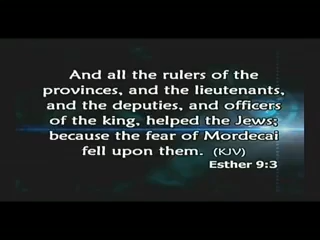 And all the rulers of the
provinces, and the lieutenants,
and the deputies, and officers
of the king, helped the Jews;
because the fear of Mordecai
fell upon them. (KJV)
Esther 9:3